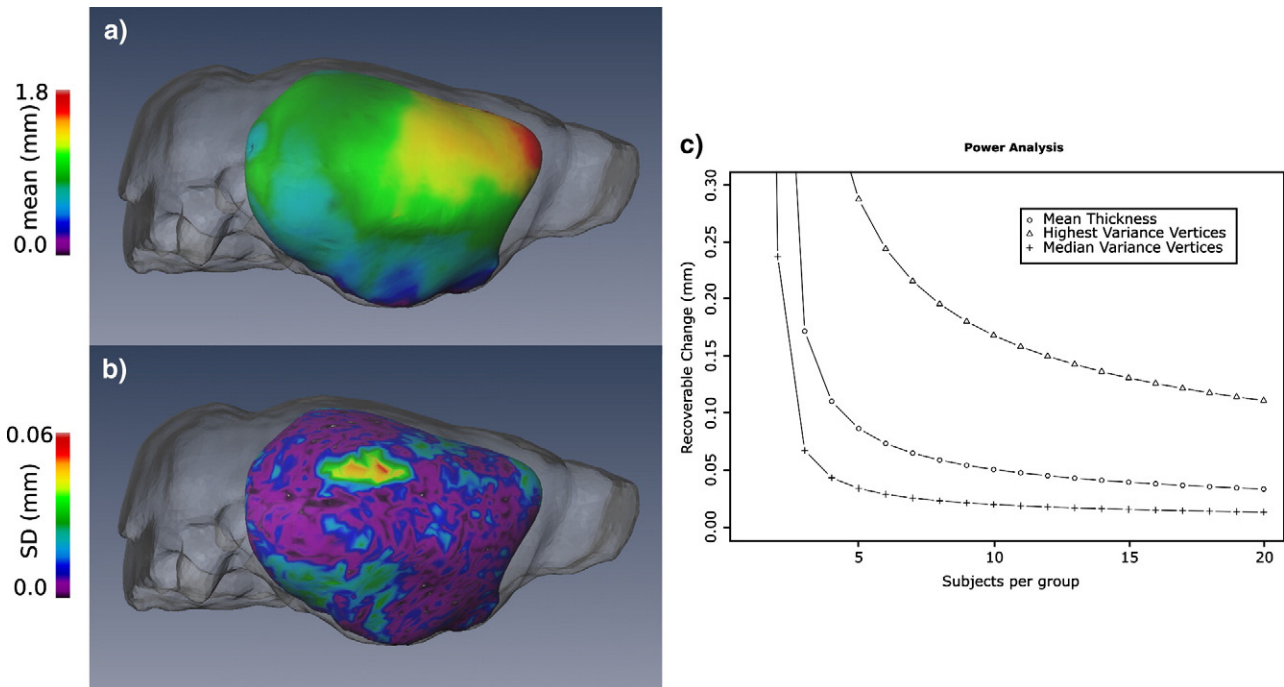 a)
1.8
mean (mm)
0.0
b)
0.06
SD (mm)
0.0
c)
Power Analysis
Recoverable Change (mm)
0.30
0.25
0.20
0.15
0.10
0.05
0.00
Mean Thickness
Highest Variance Vertices
Median Variance Vertices
5
10
15
20
Subjects per group